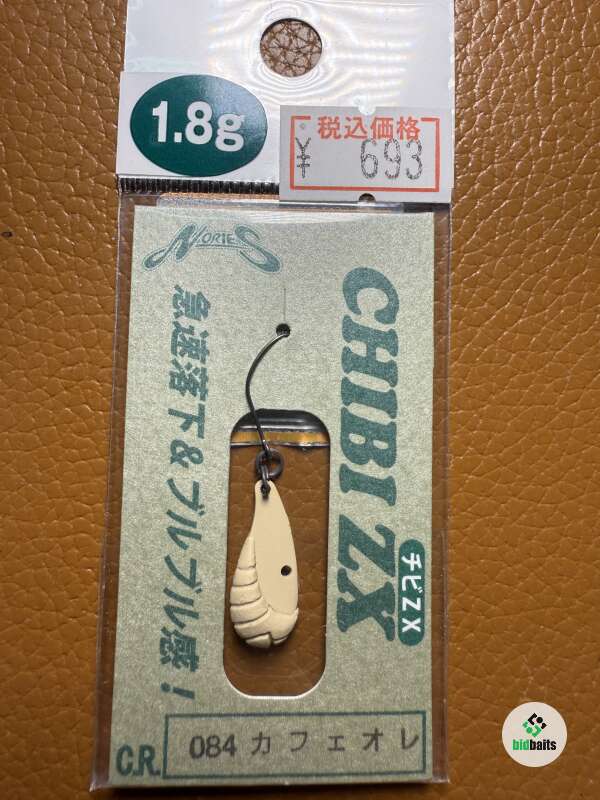 1.8g
税込価格
¥ 693
NORIES
CHIBI ZX
チビZX
急速落下&ブルブル感！
C.R. 084 カフェオレ
bidbaits